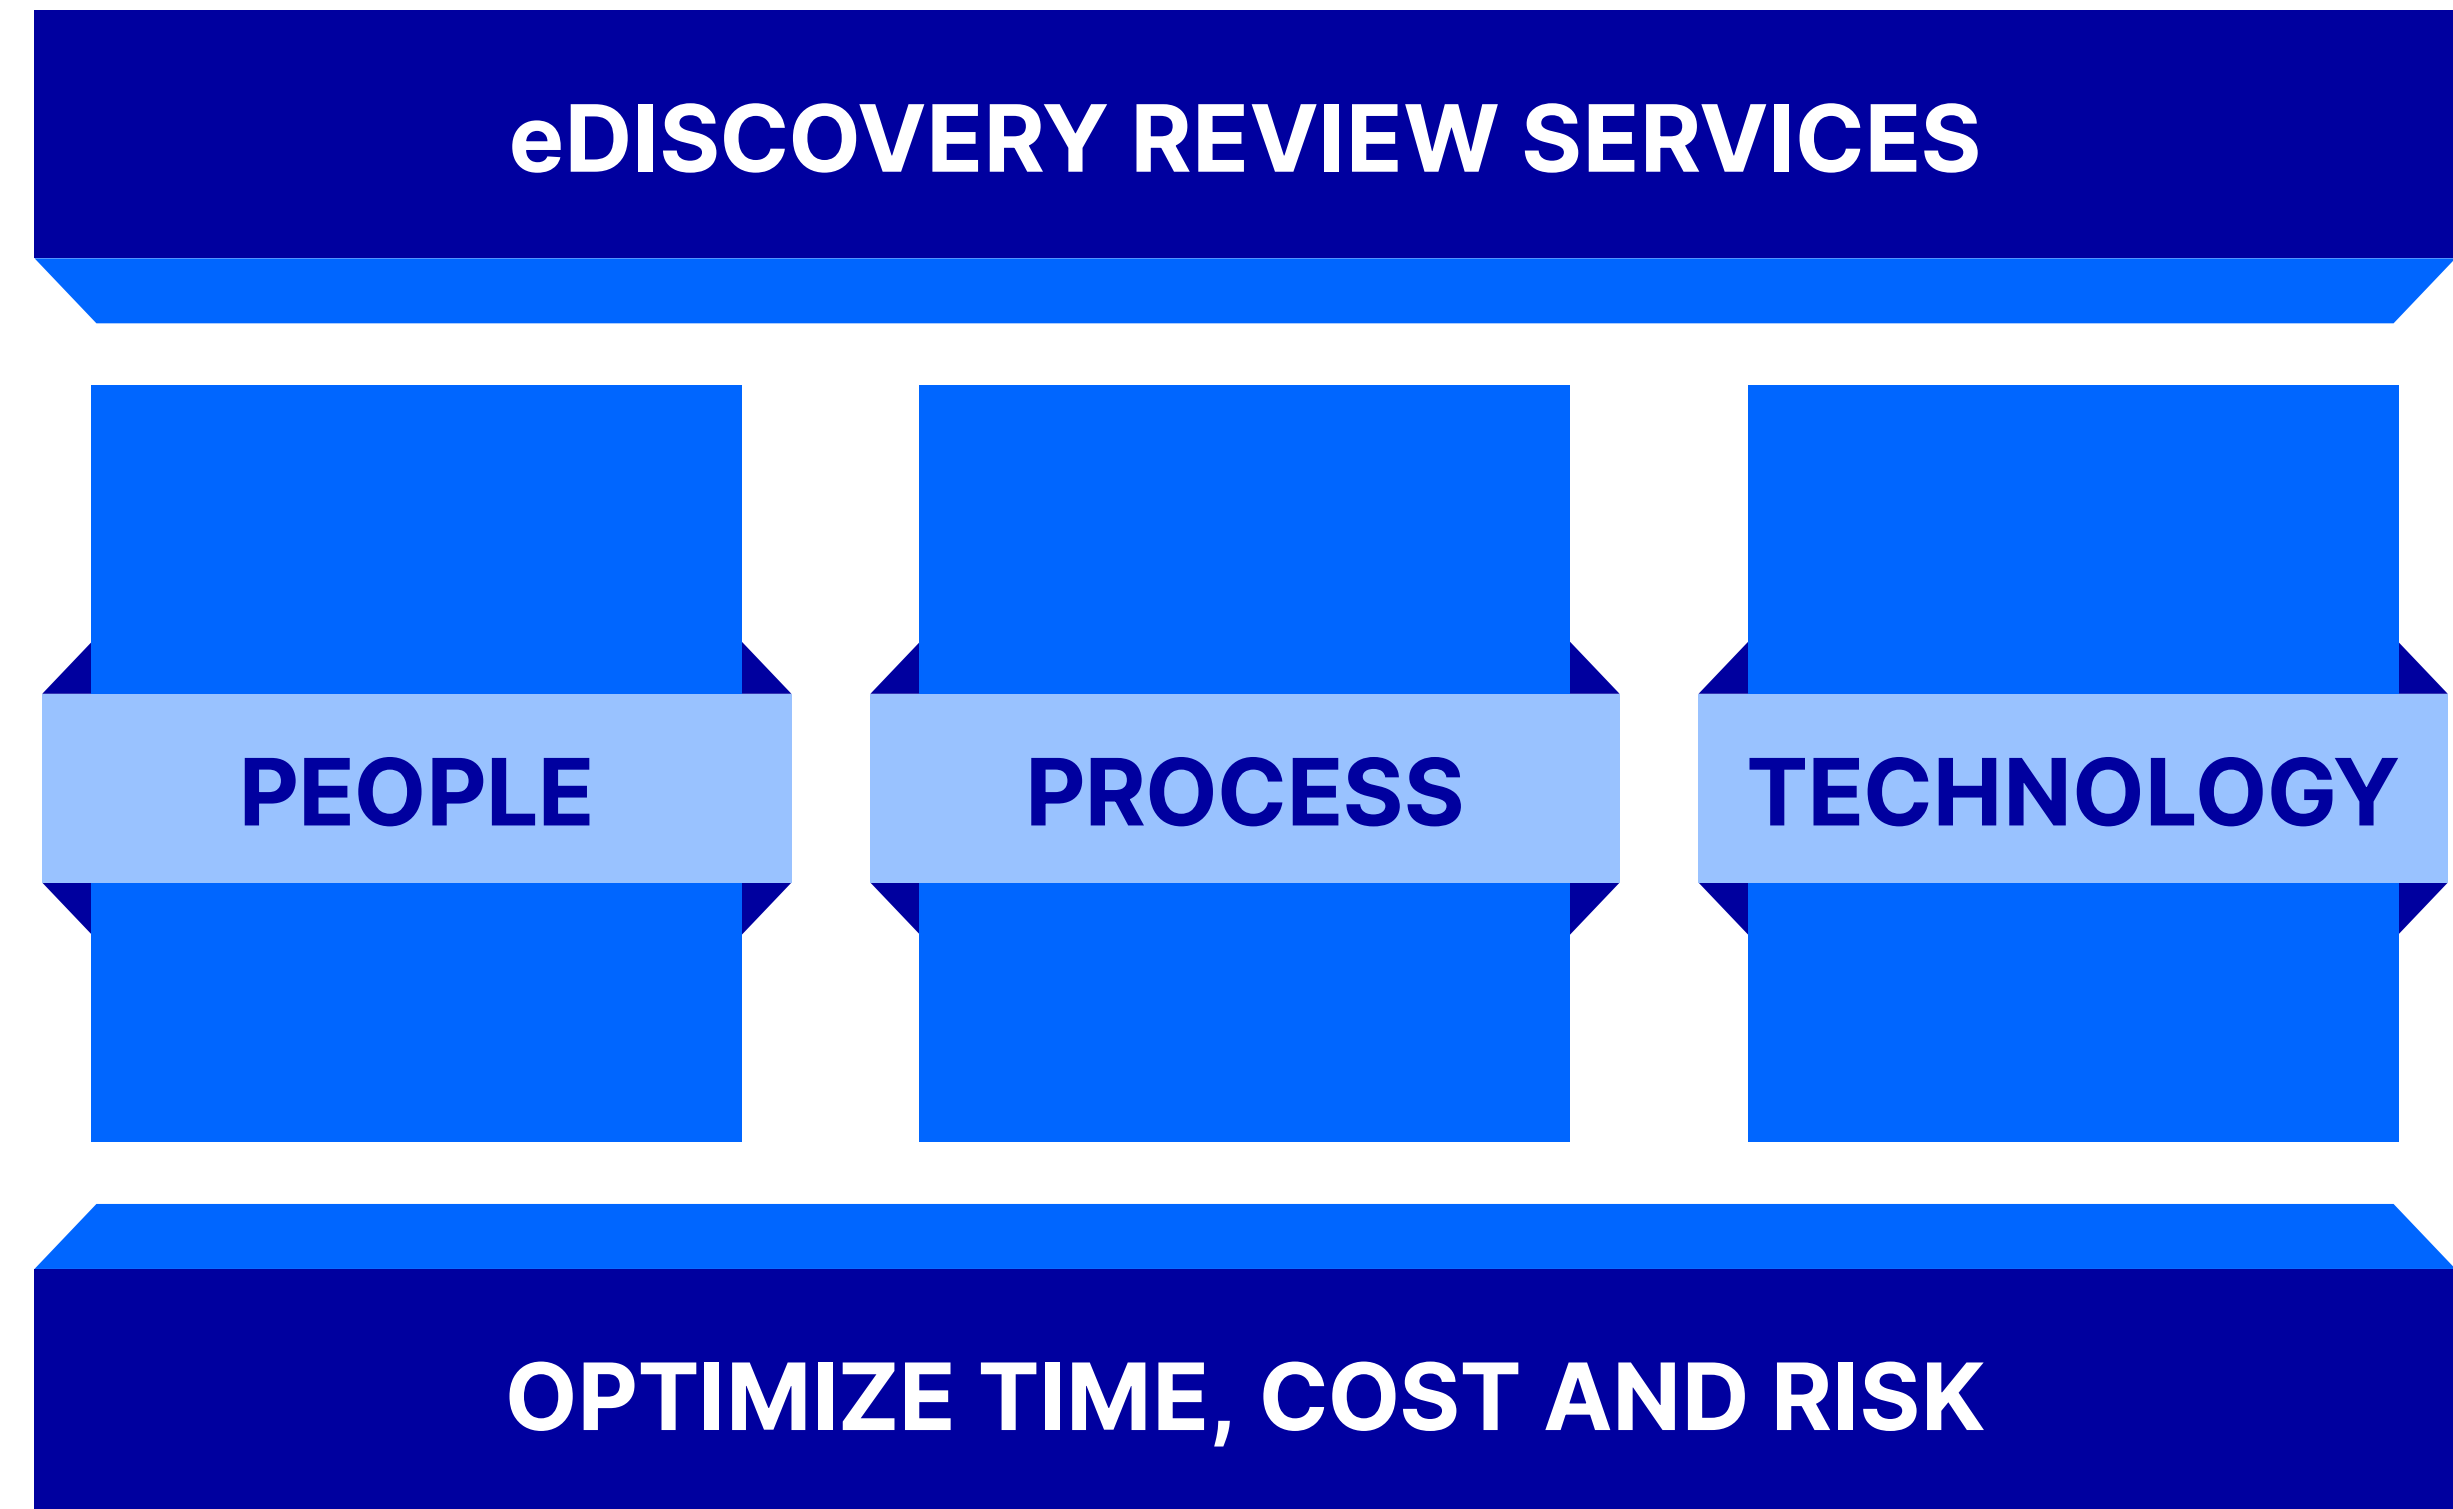 eDISCOVERY REVIEW SERVICES
PEOPLE
PROCESS
TECHNOLOGY
OPTIMIZE TIME, COST AND RISK